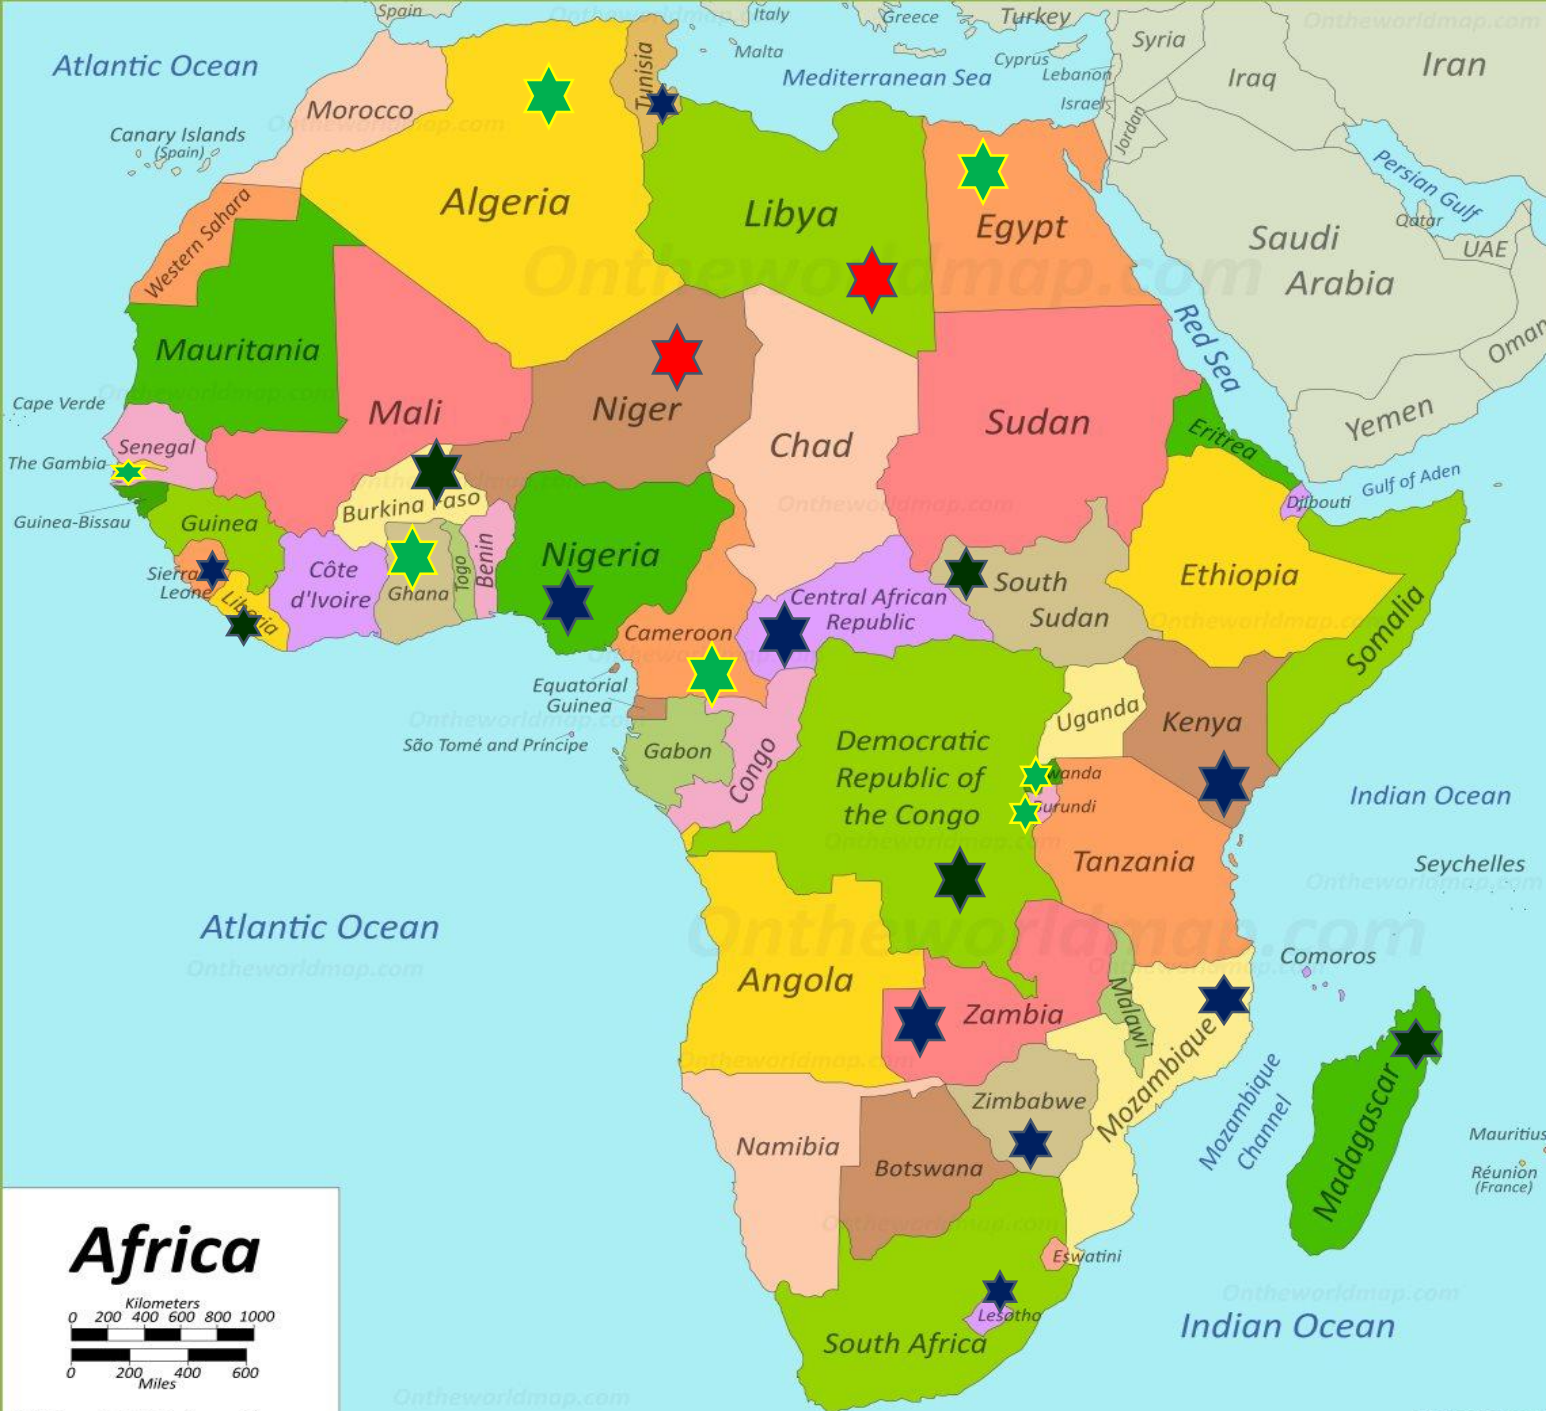 Spain
Italy
Greece
Turkey
Malta
Cyprus
Syria
Lebanon
Israel
Jordan
Iraq
Iran
Atlantic Ocean
Mediterranean Sea
Tunisia
Morocco
Canary Islands
(Spain)
Algeria
Libya
Egypt
Western Sahara
Persian Gulf
Qatar
UAE
Saudi
Arabia
Oman
Red Sea
Yemen
Gulf of Aden
Mauritania
Mali
Niger
Chad
Sudan
Eritrea
Djibouti
Cape Verde
Senegal
The Gambia
Guinea-Bissau
Guinea
Sierra
Leone
Liberia
Côte
d'Ivoire
Burkina Faso
Ghana
Togo
Benin
Nigeria
Cameroon
Central African
Republic
South
Sudan
Ethiopia
Somalia
Equatorial
Guinea
São Tomé and Príncipe
Gabon
Congo
Democratic
Republic of
the Congo
Uganda
Kenya
wanda
Burundi
Tanzania
Indian Ocean
Seychelles
Comoros
Atlantic Ocean
Angola
Zambia
Malawi
Mozambique
Mozambique
Channel
Madagascar
Mauritius
Réunion
(France)
Zimbabwe
Namibia
Botswana
Eswatini
Lesotho
South Africa
Indian Ocean
Africa
Kilometers
0 200 400 600 800 1000
0 200 400 600
Miles
Ontheworldmap.com